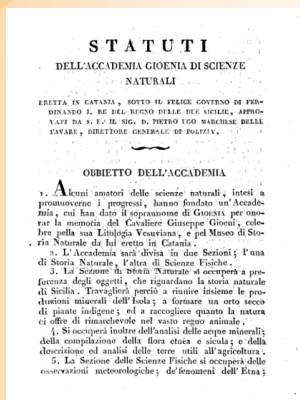 STATUTI
DELL'ACCADEMIA GIOENIA DI SCIENZE
NATURALI
ERETTA IN CATANIA, SOTTO IL FELICE GOVERNO DI FER-
DINANDO I. RE DEL REGNO DELLE DUE SICILIE, APPRO-
VATI DA S. E. IL SIG. D. PIETRO UGO MARCHESE DELLE
FAVARE, DIRETTORE GENERALE DI POLIZIA.
OBBIETTO DELL'ACCADEMIA
1. Alcuni amatori delle scienze naturali, intesi a
promuoverne i progressi, hanno fondato un'Accade-
mia, cui han dato il soprannome di GIOENIA per ono-
rar la memoria del Cavaliere Giuseppe Gioeni, cele-
bre pella sua Litologia Vesuviana, e pel Museo di Sto-
ria Naturale da lui eretto in Catania.
2. L'Accademia sarà divisa in due Sezioni; l'una
di Storia Naturale, l'altra di Scienze Fisiche.
3. La Sezione di Storia Naturale si occuperà a pre-
ferenza degli oggetti, che riguardano la storia naturale
di Sicilia. Travaglierà perciò a riunire insieme le pro-
duzioni minerali dell'Isola; a formare un orto secco
di piante indigene; ed a raccogliere quanto la natura
ci offre di rimarchevole nel vasto regno animale.
4. Si occuperà inoltre dell'analisi delle acque minerali;
della compilazione della flora etnèa e sicula; e della
descrizione ed analisi delle terre utili all'agricoltura.
5. La Sezione delle Scienze Fisiche si occuperà delle
osservazioni meteorologiche; de'fenomeni dell'Etna;